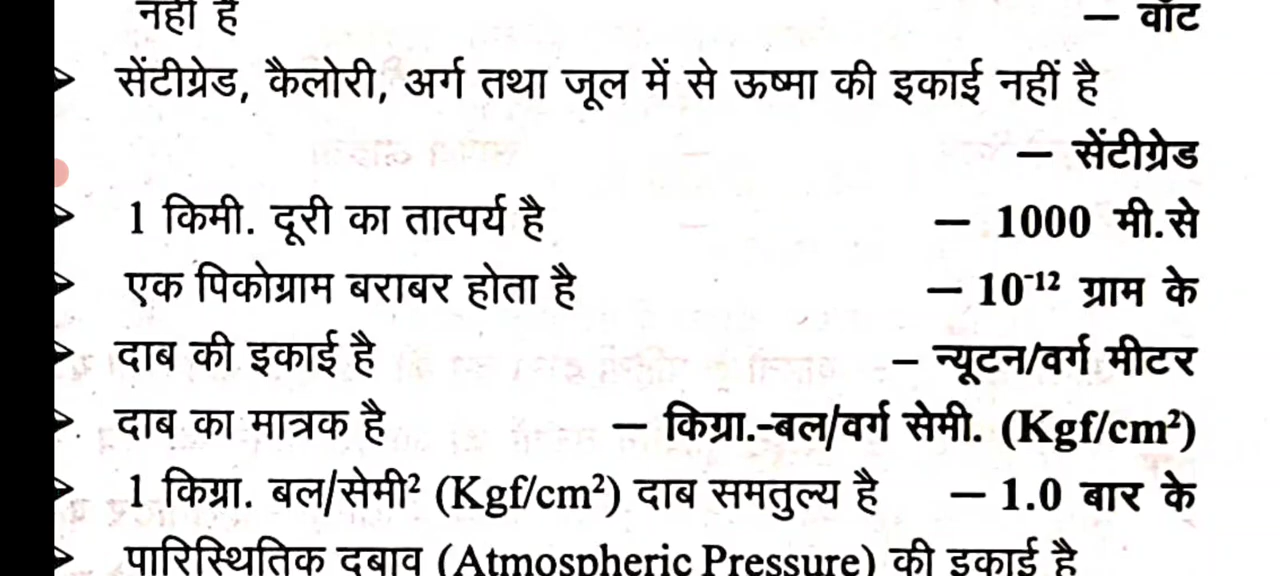 नहीं है — वॉट
➢ सेंटीग्रेड, कैलोरी, अर्ग तथा जूल में से ऊष्मा की इकाई नहीं है
— सेंटीग्रेड
➢ 1 किमी. दूरी का तात्पर्य है — 1000 मी.से
➢ एक पिकोग्राम बराबर होता है — 10⁻¹² ग्राम के
➢ दाब की इकाई है – न्यूटन/वर्ग मीटर
➢ दाब का मात्रक है — किग्रा.-बल/वर्ग सेमी. (Kgf/cm²)
➢ 1 किग्रा. बल/सेमी² (Kgf/cm²) दाब समतुल्य है — 1.0 बार के
➢ पारिस्थितिक दबाव (Atmospheric Pressure) की इकाई है